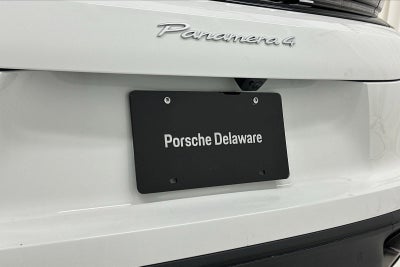 Panamera 4
Porsche Delaware